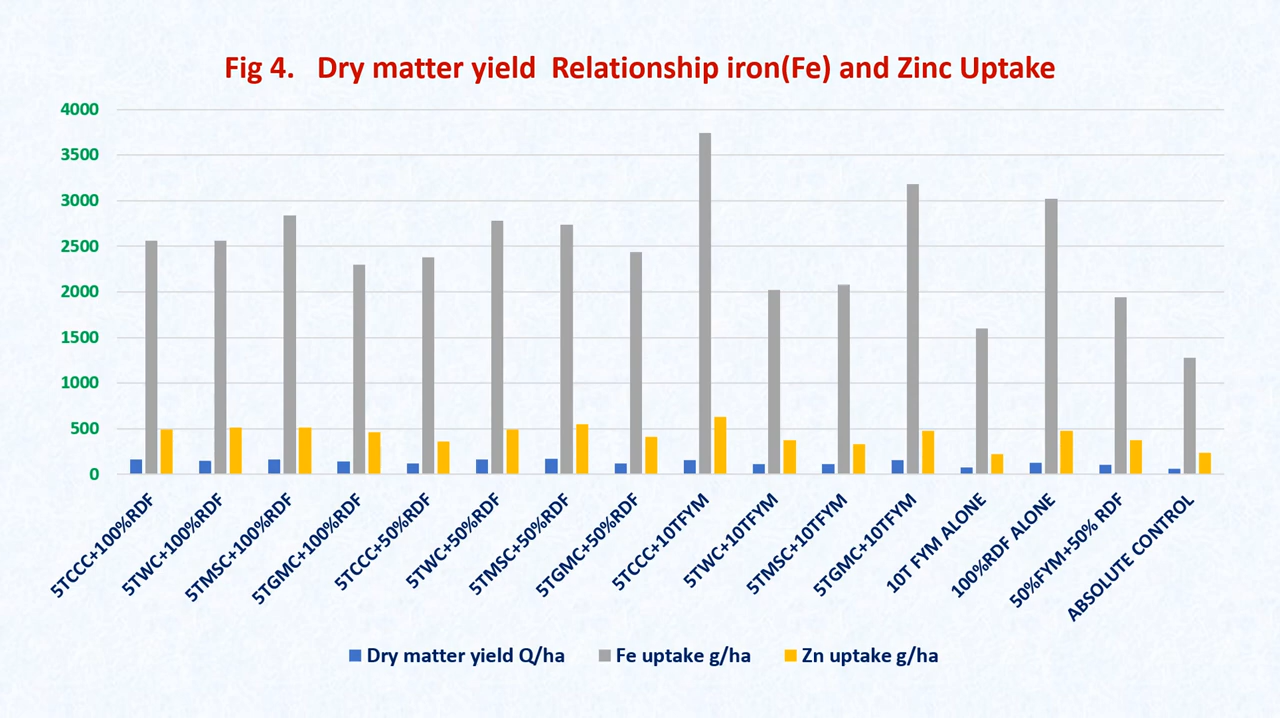 Fig 4. Dry matter yield Relationship iron(Fe) and Zinc Uptake
4000
3500
3000
2500
2000
1500
1000
500
0
5TCCC+100%RDF
5TWC+100%RDF
5TMSC+100%RDF
5TGMC+100%RDF
5TCCC+50%RDF
5TWC+50%RDF
5TMSC+50%RDF
5TGMC+50%RDF
5TCCC+10TFYM
5TWC+10TFYM
5TMSC+10TFYM
5TGMC+10TFYM
10T FYM ALONE
100%RDF ALONE
50%FYM+50% RDF
ABSOLUTE CONTROL
Dry matter yield Q/ha
Fe uptake g/ha
Zn uptake g/ha